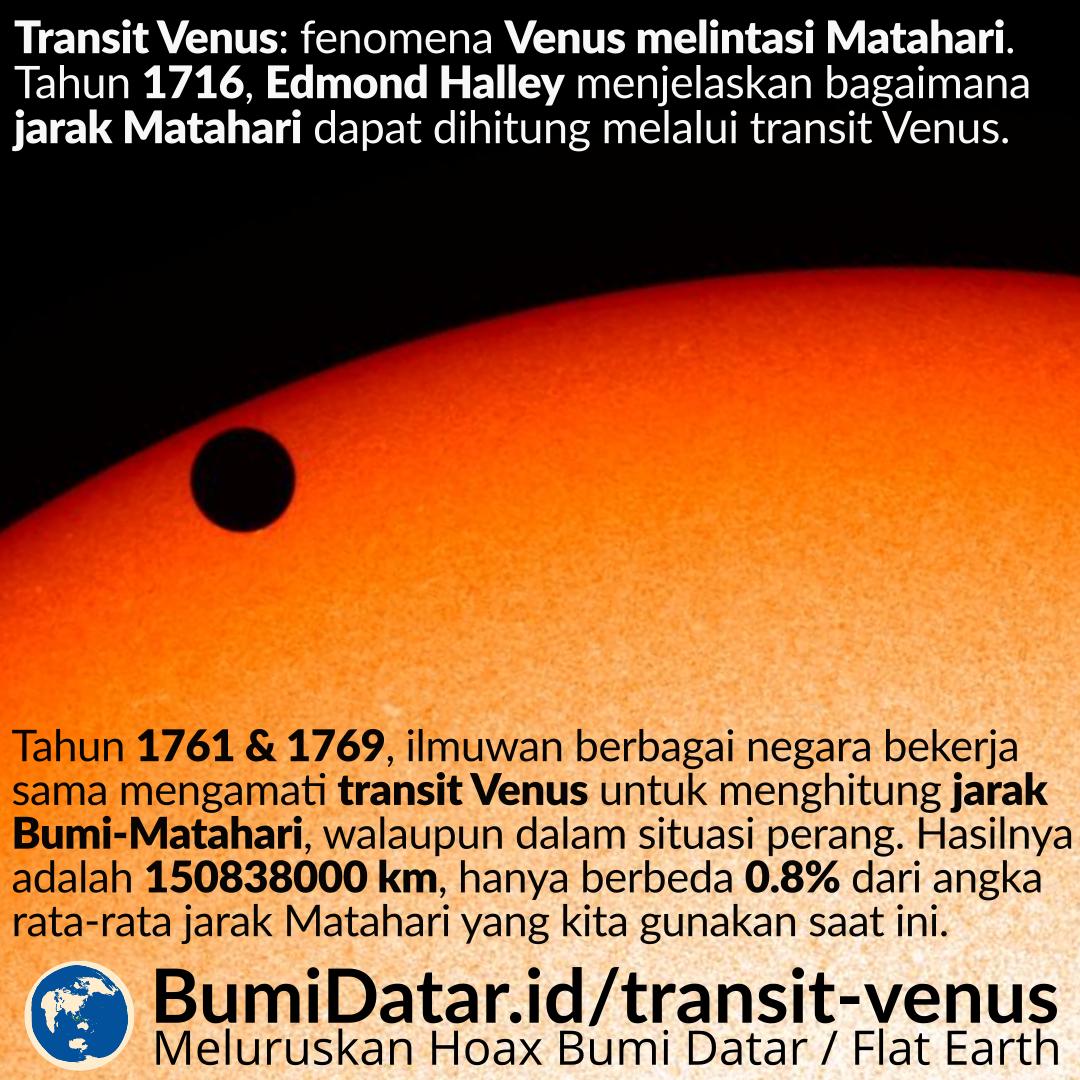 Transit Venus: fenomena Venus melintasi Matahari.
Tahun 1716, Edmond Halley menjelaskan bagaimana
jarak Matahari dapat dihitung melalui transit Venus.
Tahun 1761 & 1769, ilmuwan berbagai negara bekerja
sama mengamati transit Venus untuk menghitung jarak
Bumi-Matahari, walaupun dalam situasi perang. Hasilnya
adalah 150838000 km, hanya berbeda 0.8% dari angka
rata-rata jarak Matahari yang kita gunakan saat ini.
BumiDatar.id/transit-venus
Meluruskan Hoax Bumi Datar / Flat Earth